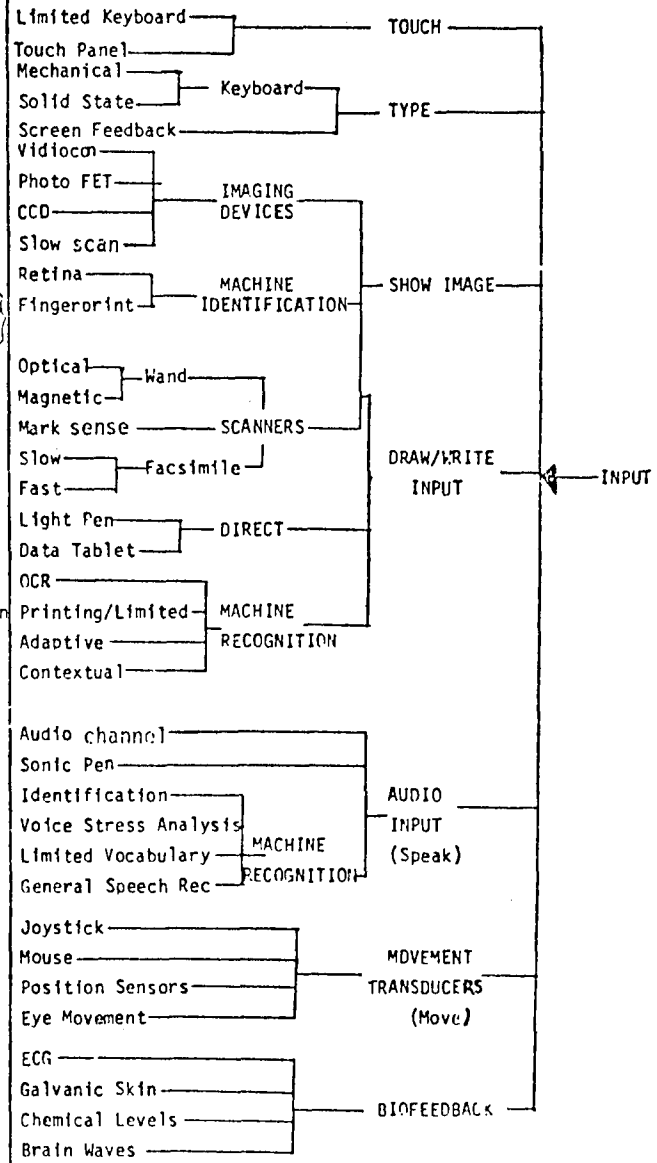 Limited Keyboard
TOUCH
Touch Panel
Mechanical
Keyboard
Solid State
TYPE
Screen Feedback
Vidiocon
Photo FET
IMAGING
DEVICES
CCD
Slow scan
Retina
MACHINE
IDENTIFICATION
SHOW IMAGE
Fingerprint
Optical
Wand
Magnetic
Mark sense
SCANNERS
Slow
Facsimile
Fast
DRAW/WRITE
INPUT
INPUT
Light Pen
DIRECT
Data Tablet
OCR
Printing/Limited
MACHINE
RECOGNITION
Adaptive
Contextual
Audio channel
Sonic Pen
Identification
AUDIO
INPUT
(Speak)
Voice Stress Analysis
MACHINE
RECOGNITION
Limited Vocabulary
General Speech Rec
Joystick
Mouse
MOVEMENT
TRANSDUCERS
(Move)
Position Sensors
Eye Movement
ECG
Galvanic Skin
BIOFEEDBACK
Chemical Levels
Brain Waves